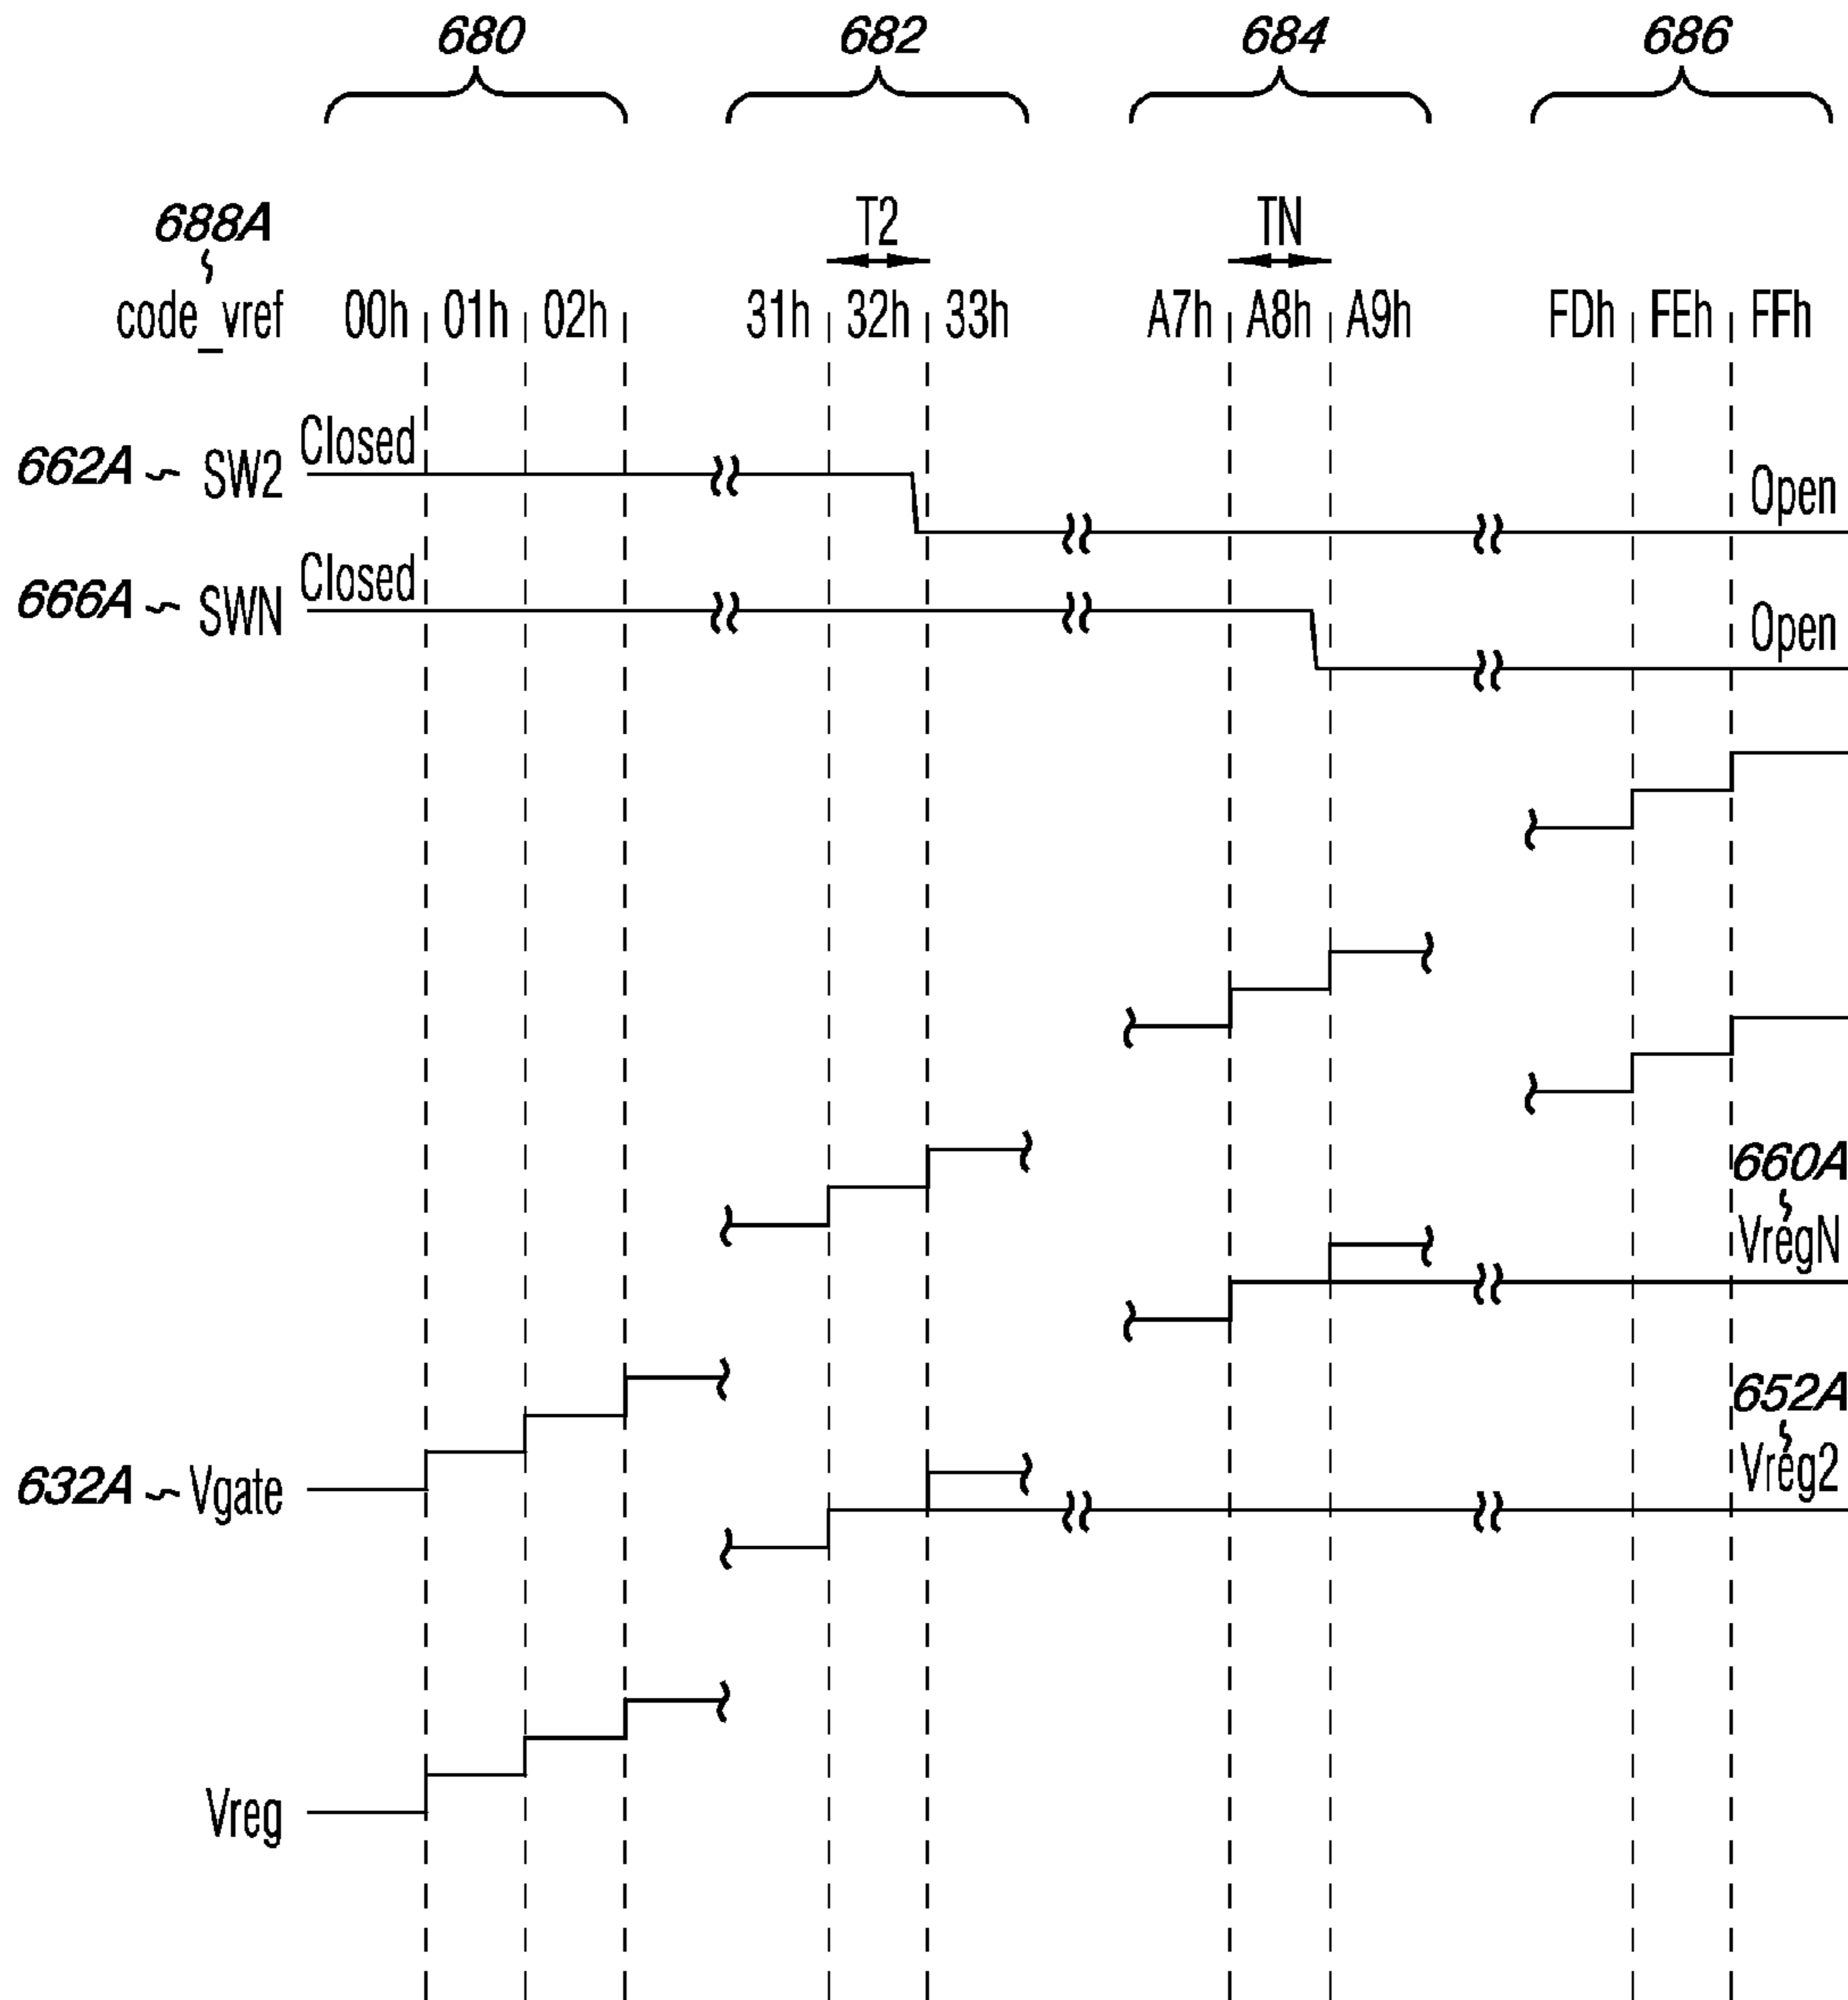 680 682 684 686
688A T2 TN
code_vref 00h 01h 02h 31h 32h 33h A7h A8h A9h FDh FEh FFh
Closed
662A SW2 Open
Closed
666A SWN Open
660A
VregN
652A
632A Vgate Vreg2
Vreg